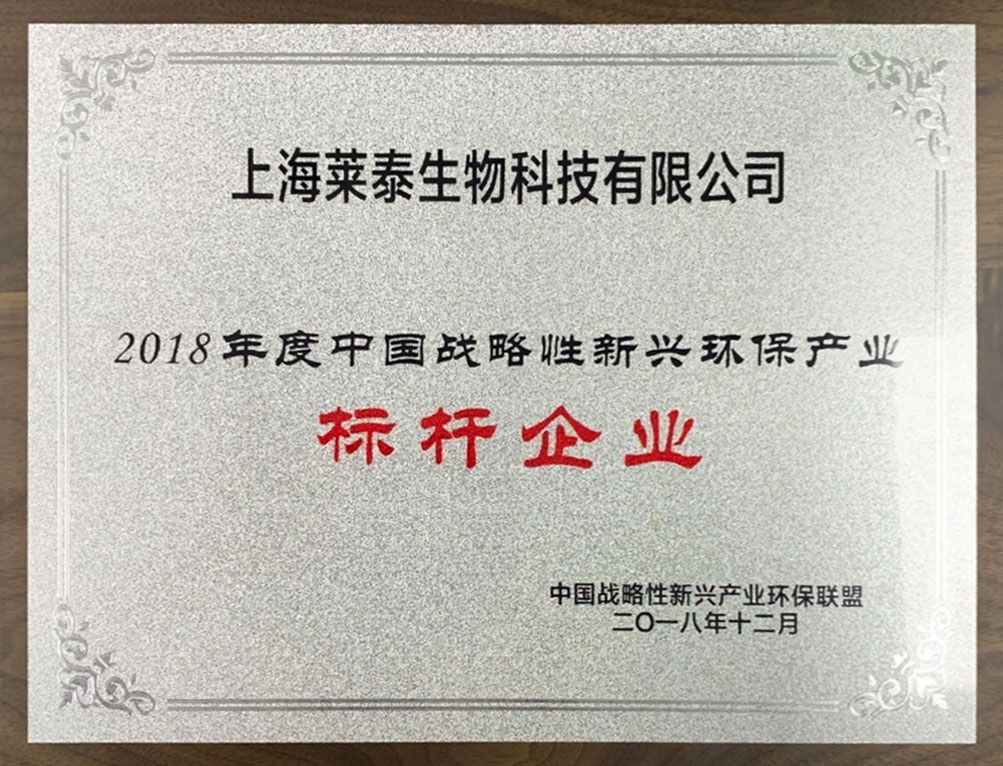 上海莱泰生物科技有限公司
2018年度中国战略性新兴环保产业
标杆企业
中国战略性新兴产业环保联盟
二〇一八年十二月